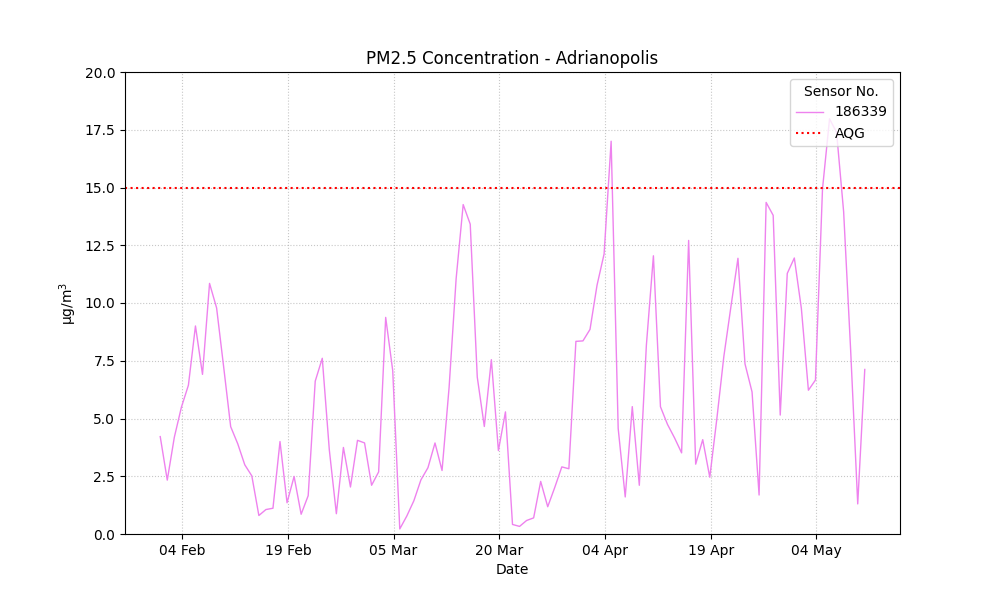 PM2.5 Concentration - Adrianopolis
Sensor No.
186339
AQG
µg/m³
20.0
17.5
15.0
12.5
10.0
7.5
5.0
2.5
0.0
04 Feb 19 Feb 05 Mar 20 Mar 04 Apr 19 Apr 04 May
Date